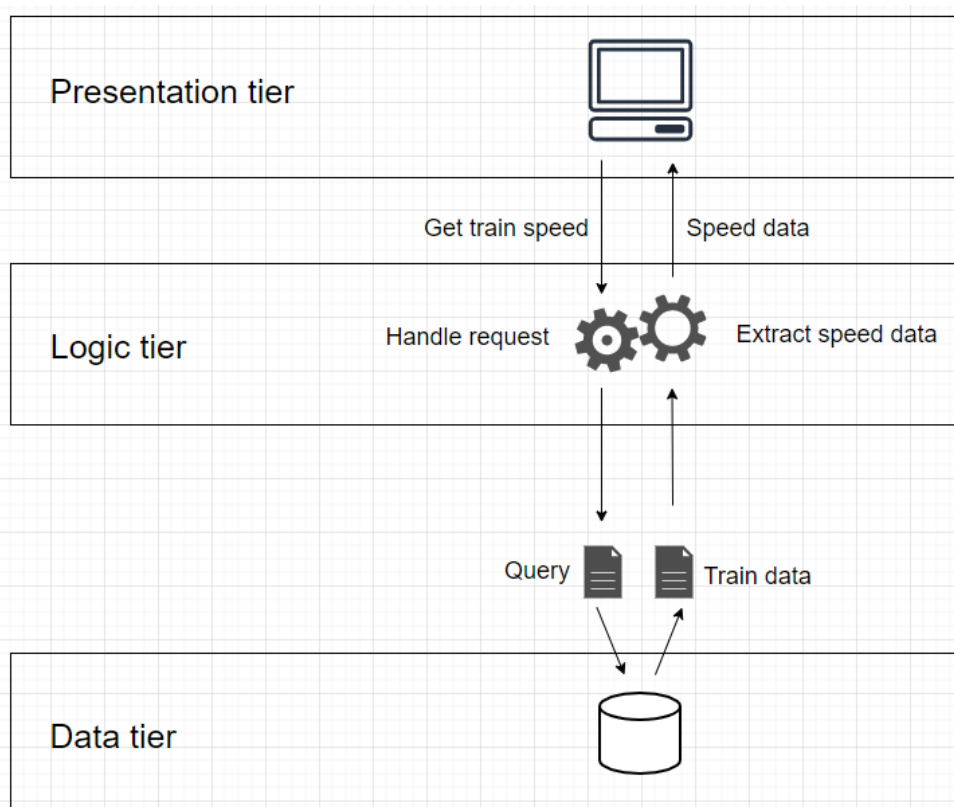 Presentation tier
Get train speed
Speed data
Logic tier
Handle request
Extract speed data
Query
Train data
Data tier